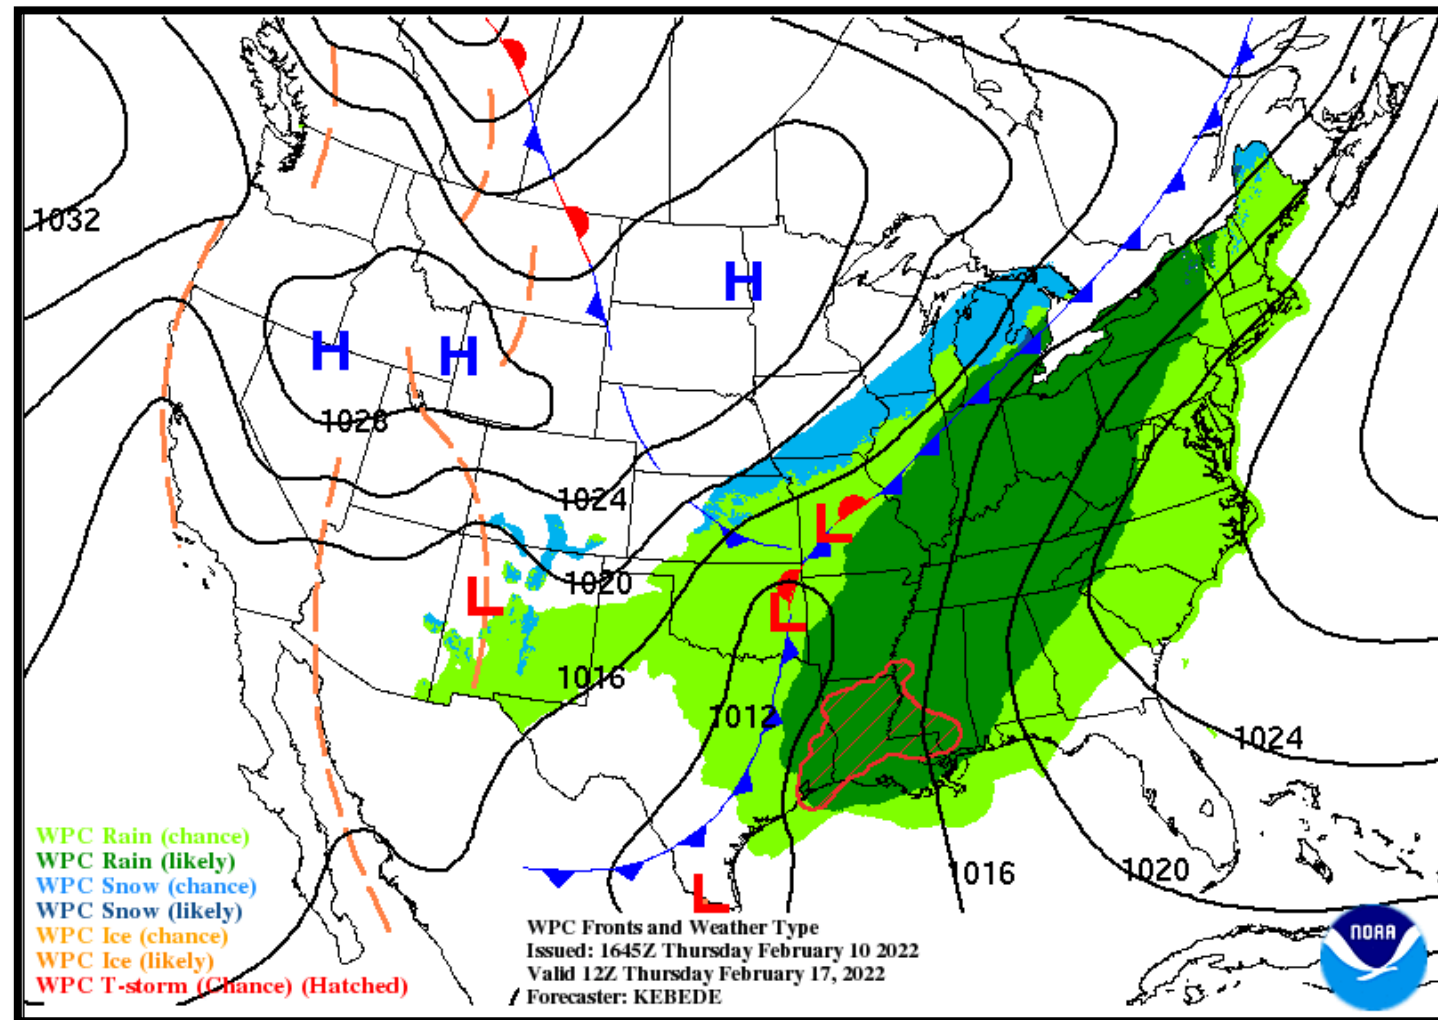 1032
H
H
H
1028
1024
L
1020
L
L
1016
1012
1024
WPC Rain (chance)
WPC Rain (likely)
WPC Snow (chance)
WPC Snow (likely)
WPC Ice (chance)
WPC Ice (likely)
WPC T-storm (Chance) (Hatched)
1016
1020
L
WPC Fronts and Weather Type
Issued: 1645Z Thursday February 10 2022
Valid 12Z Thursday February 17, 2022
Forecaster: KEBEDE
NOAA